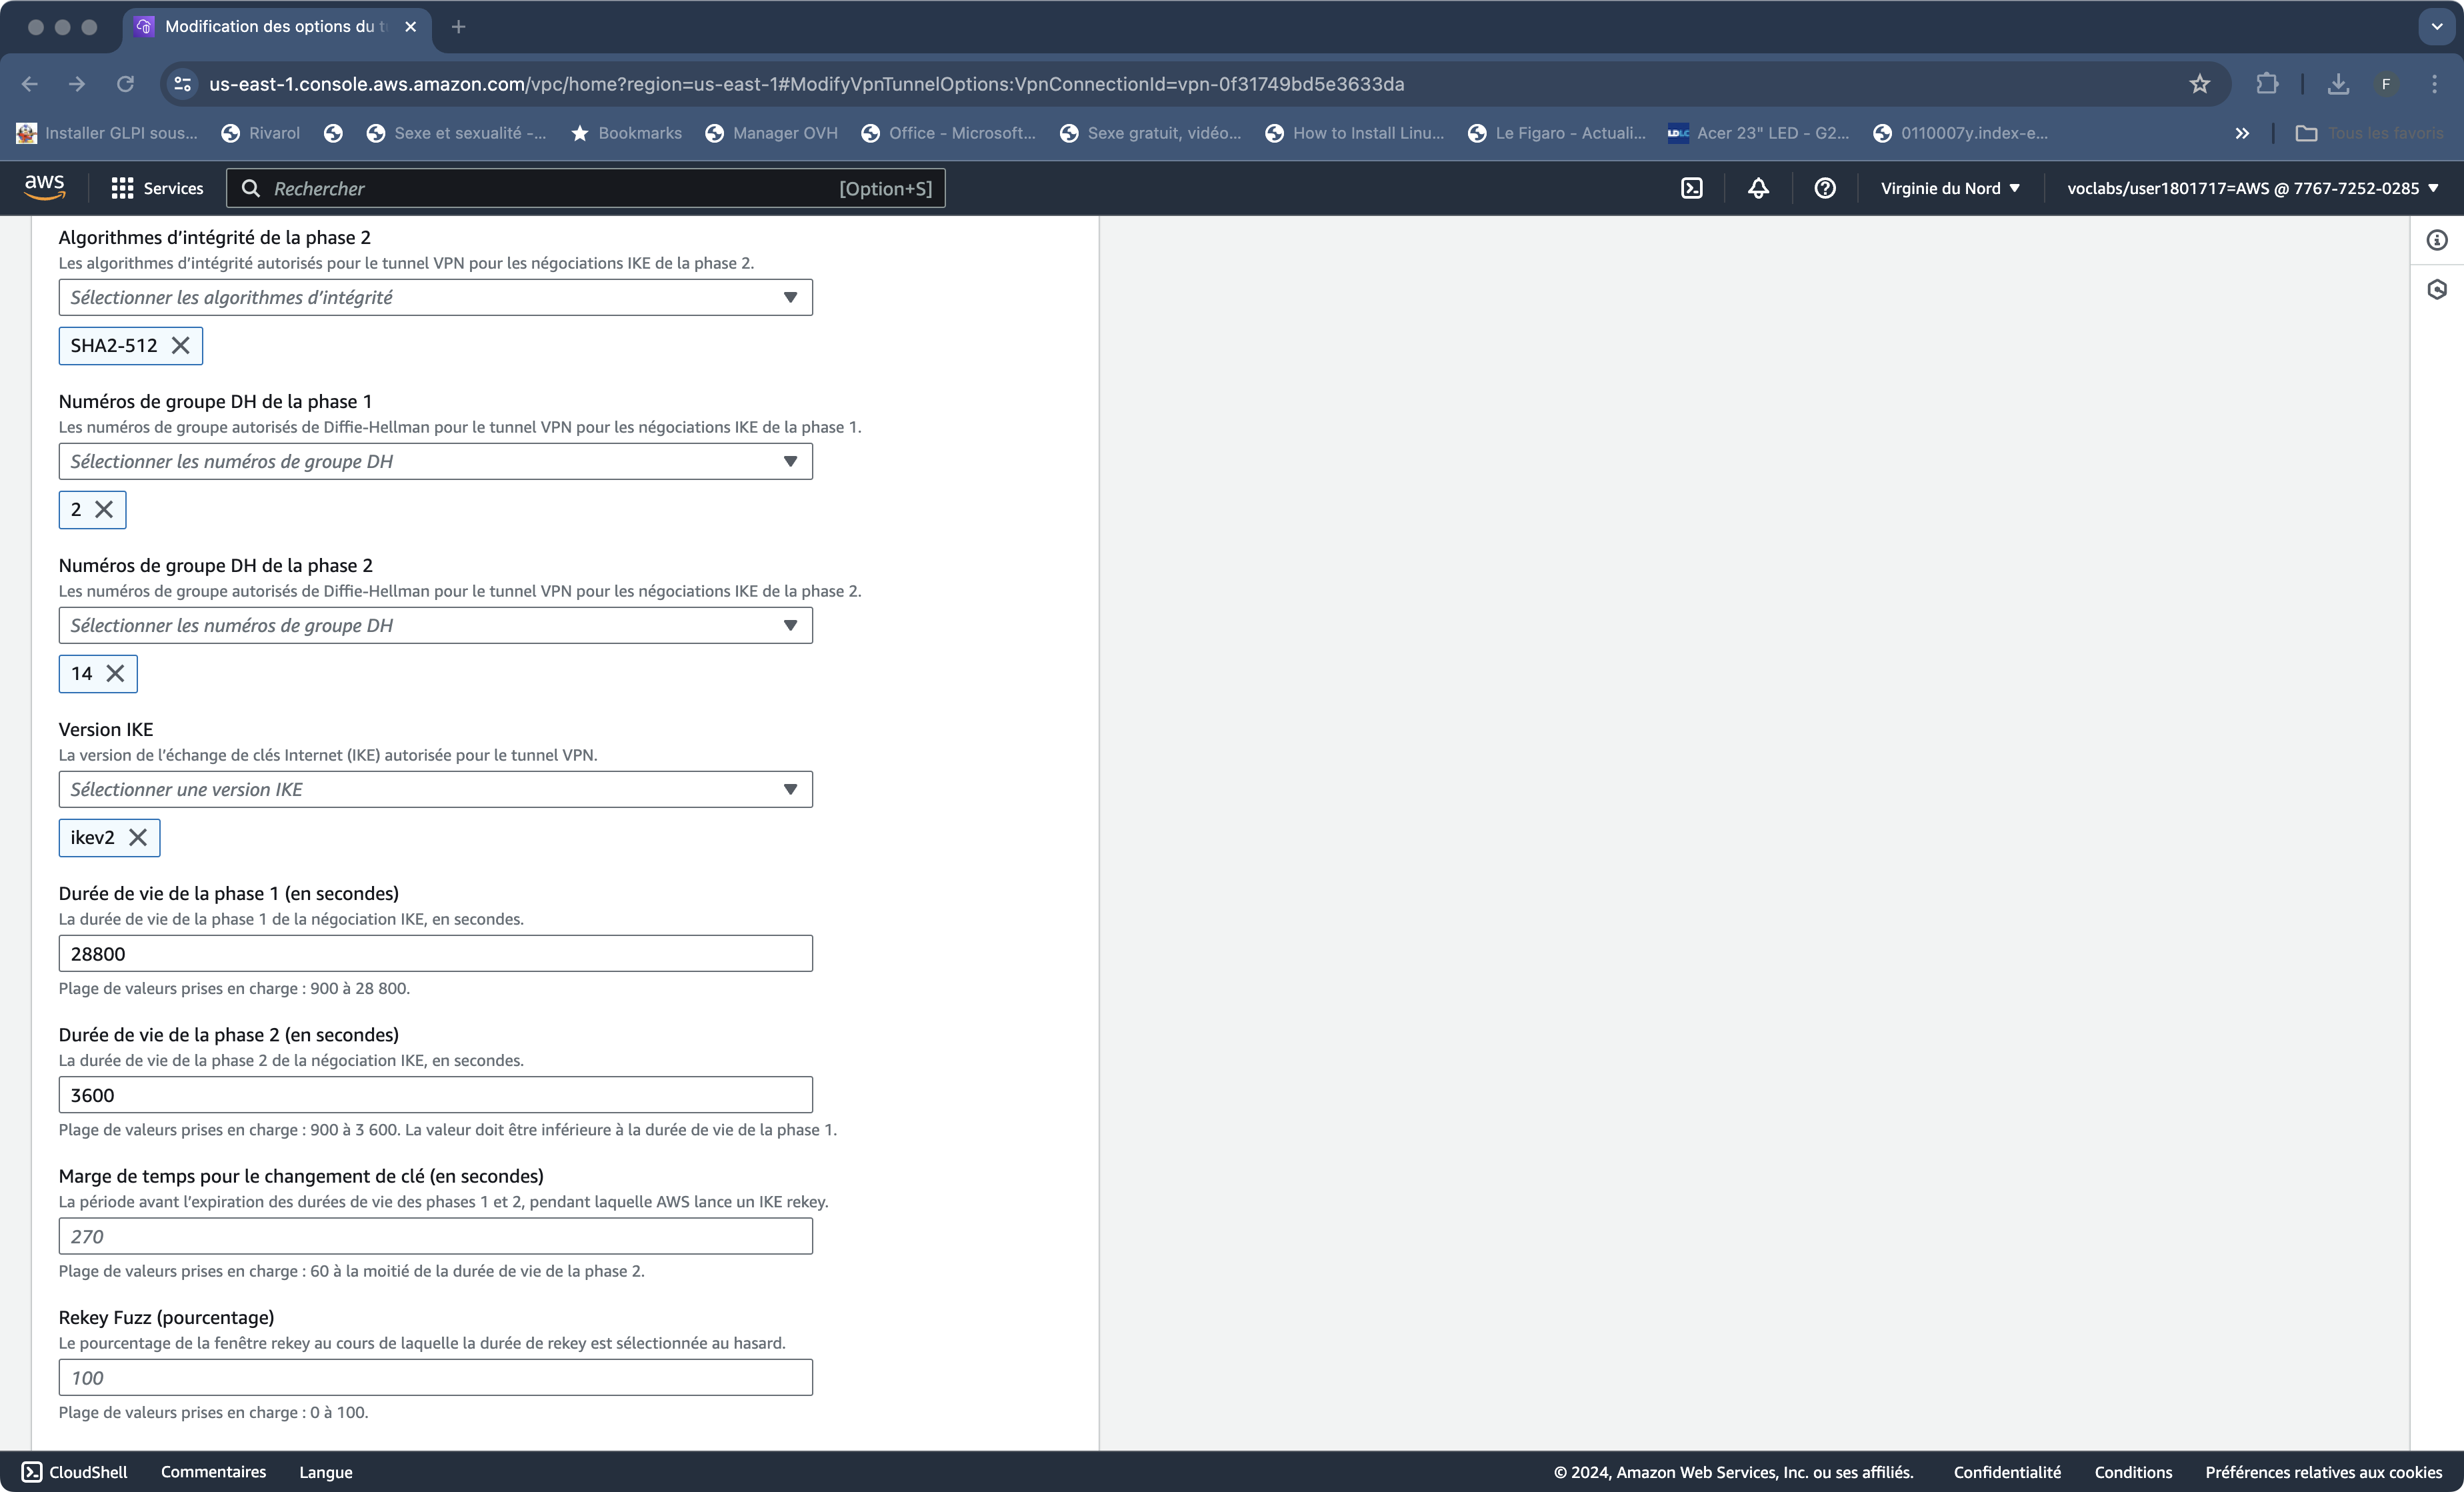 Modification des options du t
us-east-1.console.aws.amazon.com/vpc/home?region=us-east-1#ModifyVpnTunnelOptions:VpnConnectionId=vpn-0f31749bd5e3633da
F
Installer GLPI sous...
Rivarol
Sexe et sexualité -...
Bookmarks
Manager OVH
Office - Microsoft...
Sexe gratuit, vidéo...
How to Install Linu...
Le Figaro - Actuali...
LDLC Acer 23" LED - G2...
0110007y.index-e...
Tous les favoris
aws
Services
Rechercher
[Option+S]
Virginie du Nord
voclabs/user1801717=AWS @ 7767-7252-0285
Algorithmes d'intégrité de la phase 2
Les algorithmes d'intégrité autorisés pour le tunnel VPN pour les négociations IKE de la phase 2.
Sélectionner les algorithmes d'intégrité
SHA2-512
Numéros de groupe DH de la phase 1
Les numéros de groupe autorisés de Diffie-Hellman pour le tunnel VPN pour les négociations IKE de la phase 1.
Sélectionner les numéros de groupe DH
2
Numéros de groupe DH de la phase 2
Les numéros de groupe autorisés de Diffie-Hellman pour le tunnel VPN pour les négociations IKE de la phase 2.
Sélectionner les numéros de groupe DH
14
Version IKE
La version de l'échange de clés Internet (IKE) autorisée pour le tunnel VPN.
Sélectionner une version IKE
ikev2
Durée de vie de la phase 1 (en secondes)
La durée de vie de la phase 1 de la négociation IKE, en secondes.
28800
Plage de valeurs prises en charge : 900 à 28 800.
Durée de vie de la phase 2 (en secondes)
La durée de vie de la phase 2 de la négociation IKE, en secondes.
3600
Plage de valeurs prises en charge : 900 à 3 600. La valeur doit être inférieure à la durée de vie de la phase 1.
Marge de temps pour le changement de clé (en secondes)
La période avant l'expiration des durées de vie des phases 1 et 2, pendant laquelle AWS lance un IKE rekey.
270
Plage de valeurs prises en charge : 60 à la moitié de la durée de vie de la phase 2.
Rekey Fuzz (pourcentage)
Le pourcentage de la fenêtre rekey au cours de laquelle la durée de rekey est sélectionnée au hasard.
100
Plage de valeurs prises en charge : 0 à 100.
CloudShell
Commentaires
Langue
© 2024, Amazon Web Services, Inc. ou ses affiliés.
Confidentialité
Conditions
Préférences relatives aux cookies